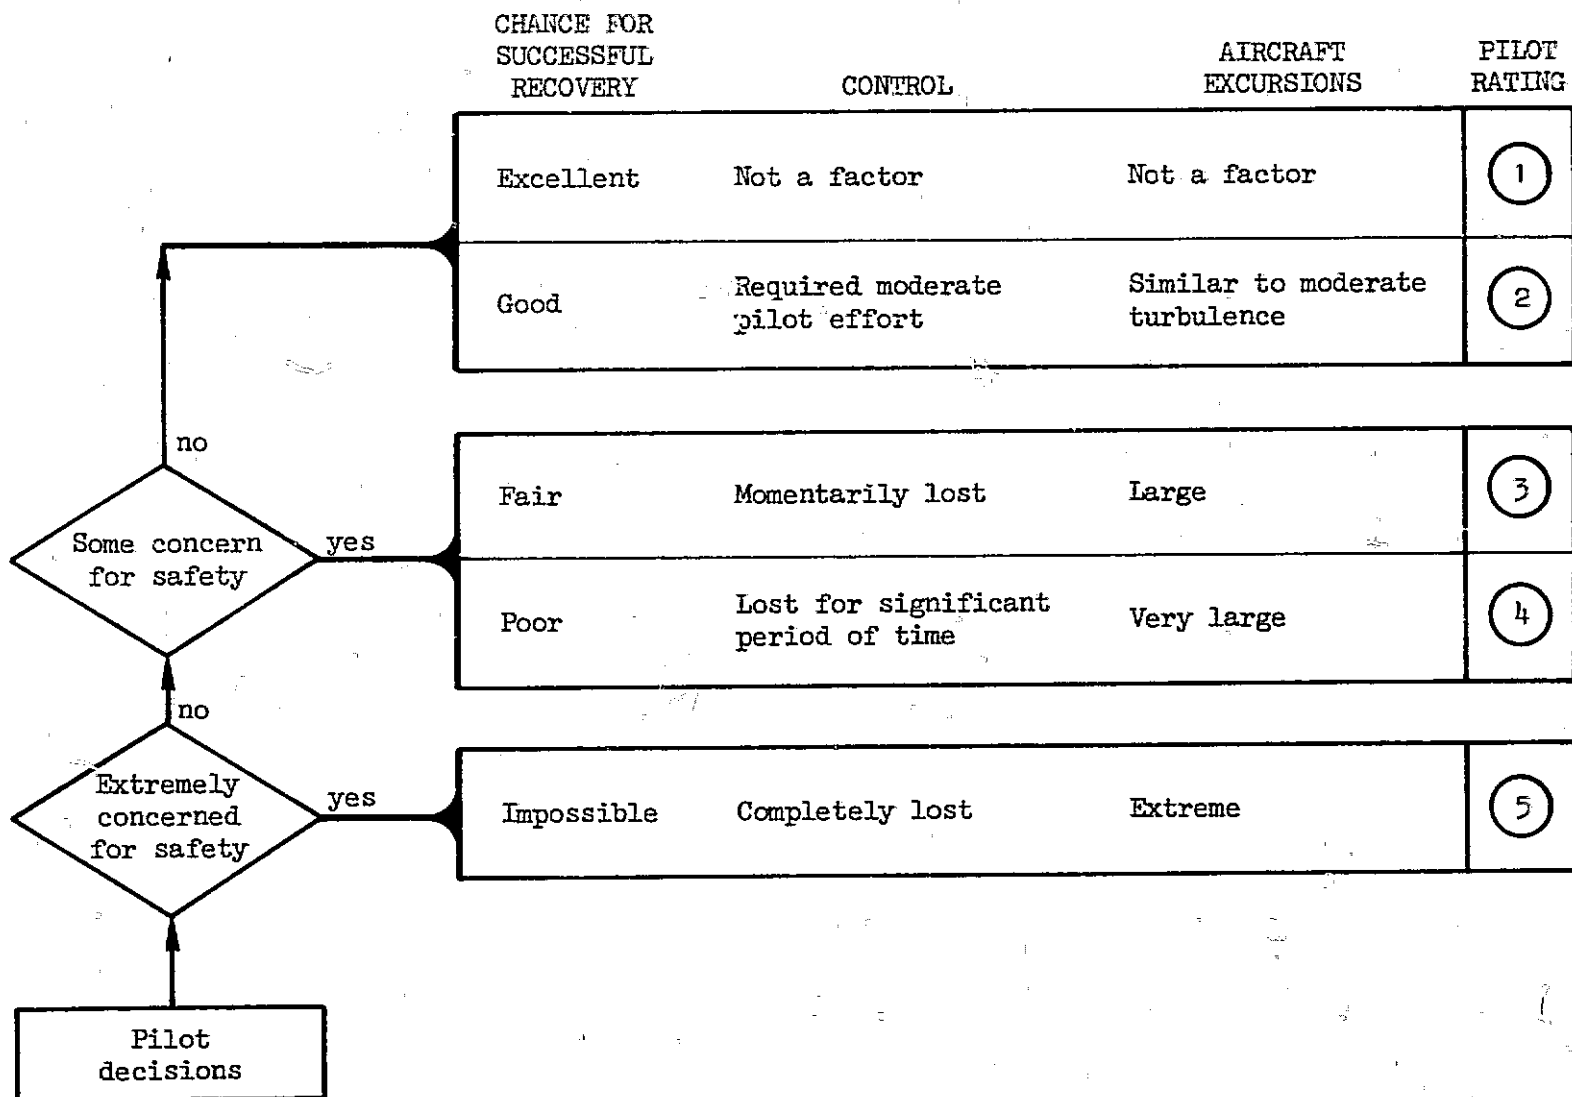 CHANCE FOR
SUCCESSFUL
RECOVERY
CONTROL
AIRCRAFT
EXCURSIONS
PILOT
RATING
Excellent
Not a factor
Not a factor
1
Good
Required moderate
pilot effort
Similar to moderate
turbulence
2
no
Some concern
for safety
yes
Fair
Momentarily lost
Large
3
Poor
Lost for significant
period of time
Very large
4
no
Extremely
concerned
for safety
yes
Impossible
Completely lost
Extreme
5
Pilot
decisions